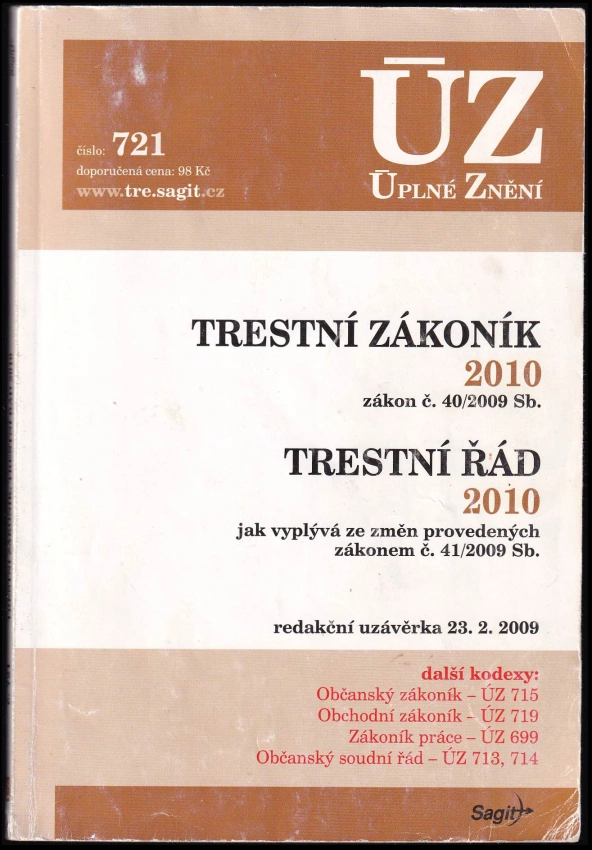 ÚZ
ÚPLNÉ ZNĚNÍ
číslo: 721
doporučená cena: 98 Kč
www.tre.sagit.cz
TRESTNÍ ZÁKONÍK
2010
zákon č. 40/2009 Sb.
TRESTNÍ ŘÁD
2010
jak vyplývá ze změn provedených
zákonem č. 41/2009 Sb.
redakční uzávěrka 23. 2. 2009
další kodexy:
Občanský zákoník – ÚZ 715
Obchodní zákoník – ÚZ 719
Zákoník práce – ÚZ 699
Občanský soudní řád – ÚZ 713, 714
Sagit